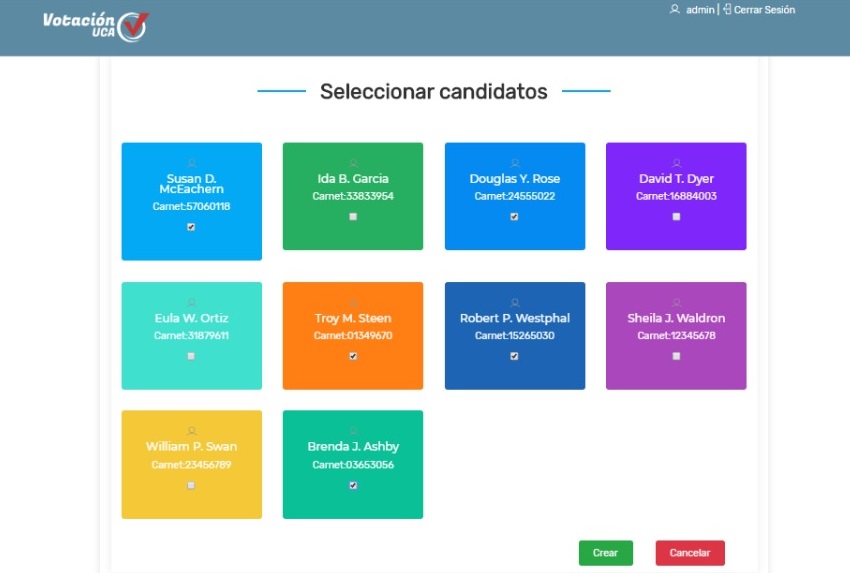 Votación
UCA
admin | Cerrar Sesión
Seleccionar candidatos
Susan D.
McEachern
Carnet:57060118
Ida B. Garcia
Carnet:33833954
Douglas Y. Rose
Carnet:24555022
David T. Dyer
Carnet:16884003
Eula W. Ortiz
Carnet:31879611
Troy M. Steen
Carnet:01349670
Robert P. Westphal
Carnet:15265030
Sheila J. Waldron
Carnet:12345678
William P. Swan
Carnet:23456789
Brenda J. Ashby
Carnet:03653056
Crear
Cancelar